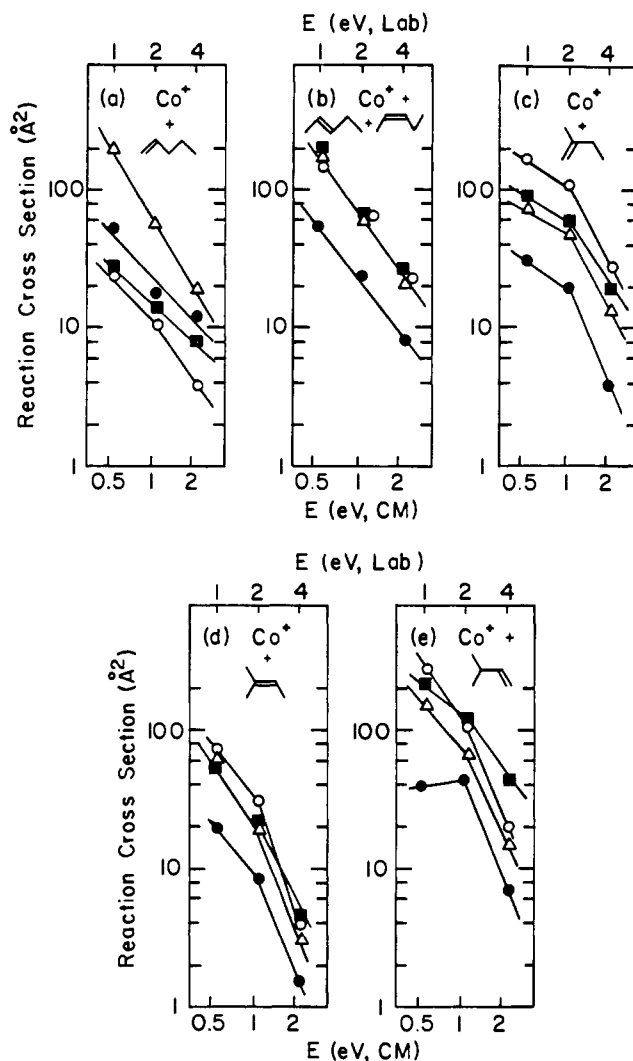 E (eV, Lab)
1 2 4 1 2 4 1 2 4
(a) Co+
+
(b) Co+ +
+
(c) Co+
+
Reaction Cross Section (Å²)
100
10
1
0.5 1 2 0.5 1 2 0.5 1 2
E (eV, CM)
E (eV, Lab)
1 2 4 1 2 4
(d) Co+
+
(e) Co+ +
Reaction Cross Section (Å²)
100
10
1
0.5 1 2 0.5 1 2
E (eV, CM)